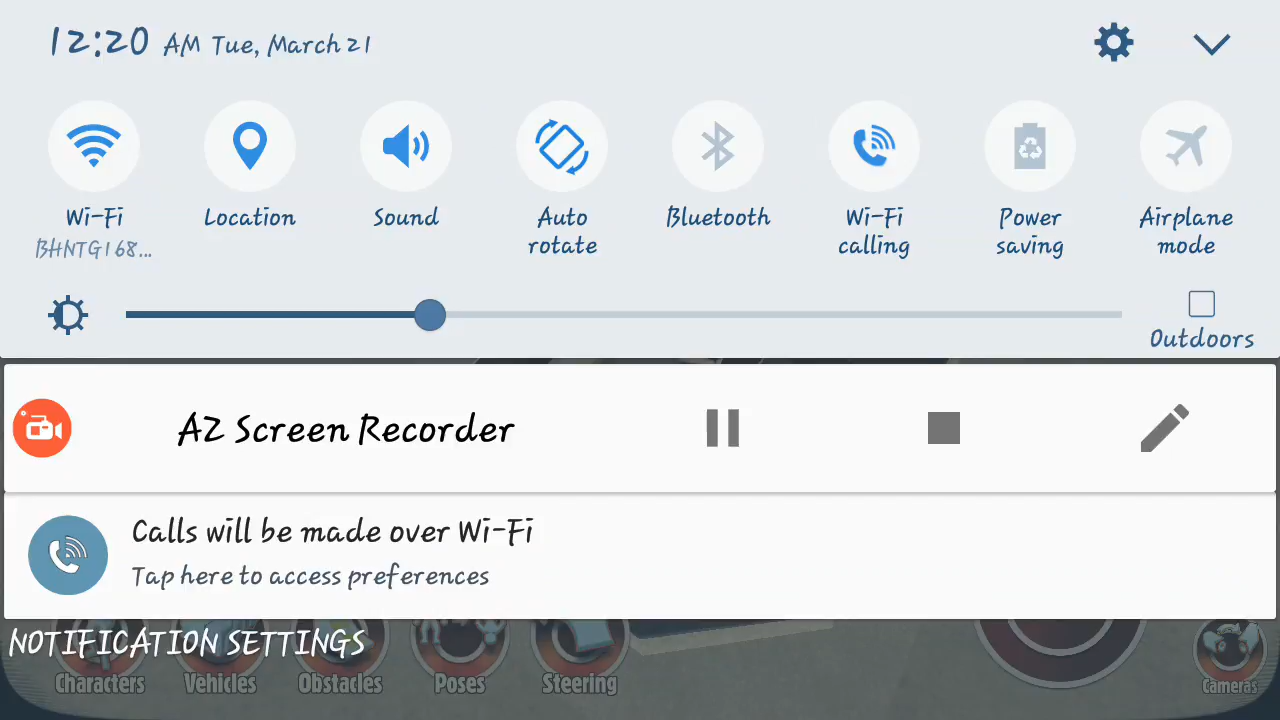 12:20 AM Tue, March 21
Wi-Fi
BHNTG168...
Location
Sound
Auto
rotate
Bluetooth
Wi-Fi
calling
Power
saving
Airplane
mode
Outdoors
AZ Screen Recorder
Calls will be made over Wi-Fi
Tap here to access preferences
NOTIFICATION SETTINGS
Characters
Vehicles
Obstacles
Poses
Steering
Cameras